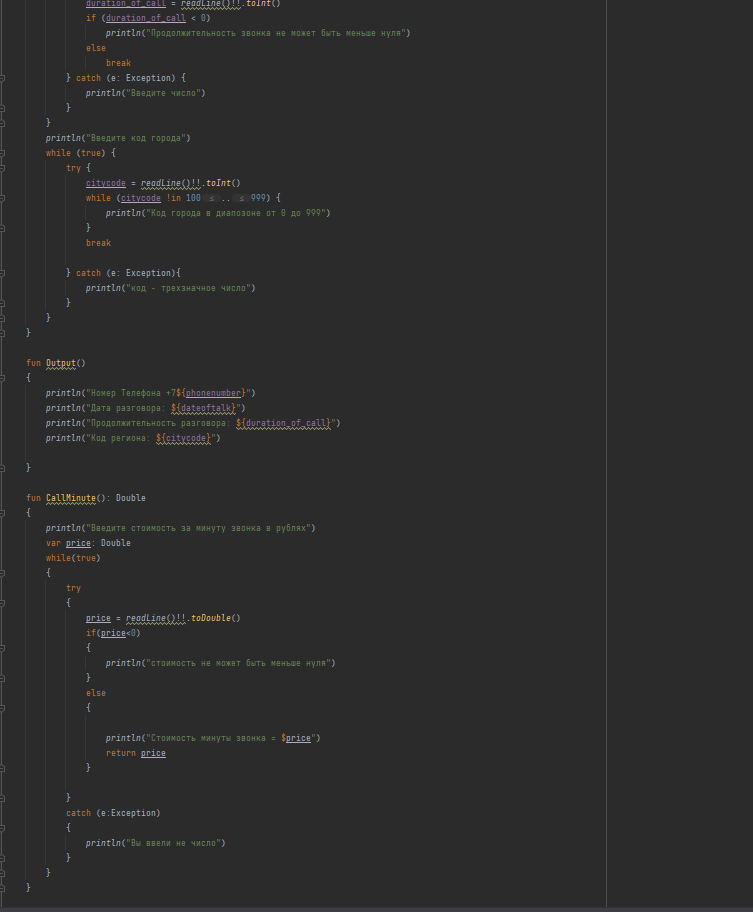 duration_of_call = readLine()!!.toInt()
if (duration_of_call < 0)
println("Продолжительность звонка не может быть меньше нуля")
else
break
} catch (e: Exception) {
println("Введите число")
}
}
println("Введите код города")
while (true) {
try {
citycode = readLine()!!.toInt()
while (citycode !in 100 ≤ .. ≤ 999) {
println("Код города в диапозоне от 0 до 999")
}
break
} catch (e: Exception){
println("код - трехзначное число")
}
}
}
fun Output()
{
println("Номер Телефона +7${phonenumber}")
println("Дата разговора: ${dateoftalk}")
println("Продолжительность разговора: ${duration_of_call}")
println("Код региона: ${citycode}")
}
fun CallMinute(): Double
{
println("Введите стоимость за минуту звонка в рублях")
var price: Double
while(true)
{
try
{
price = readLine()!!.toDouble()
if(price<0)
{
println("стоимость не может быть меньше нуля")
}
else
{
println("Стоимость минуты звонка = $price")
return price
}
}
catch (e:Exception)
{
println("Вы ввели не число")
}
}
}